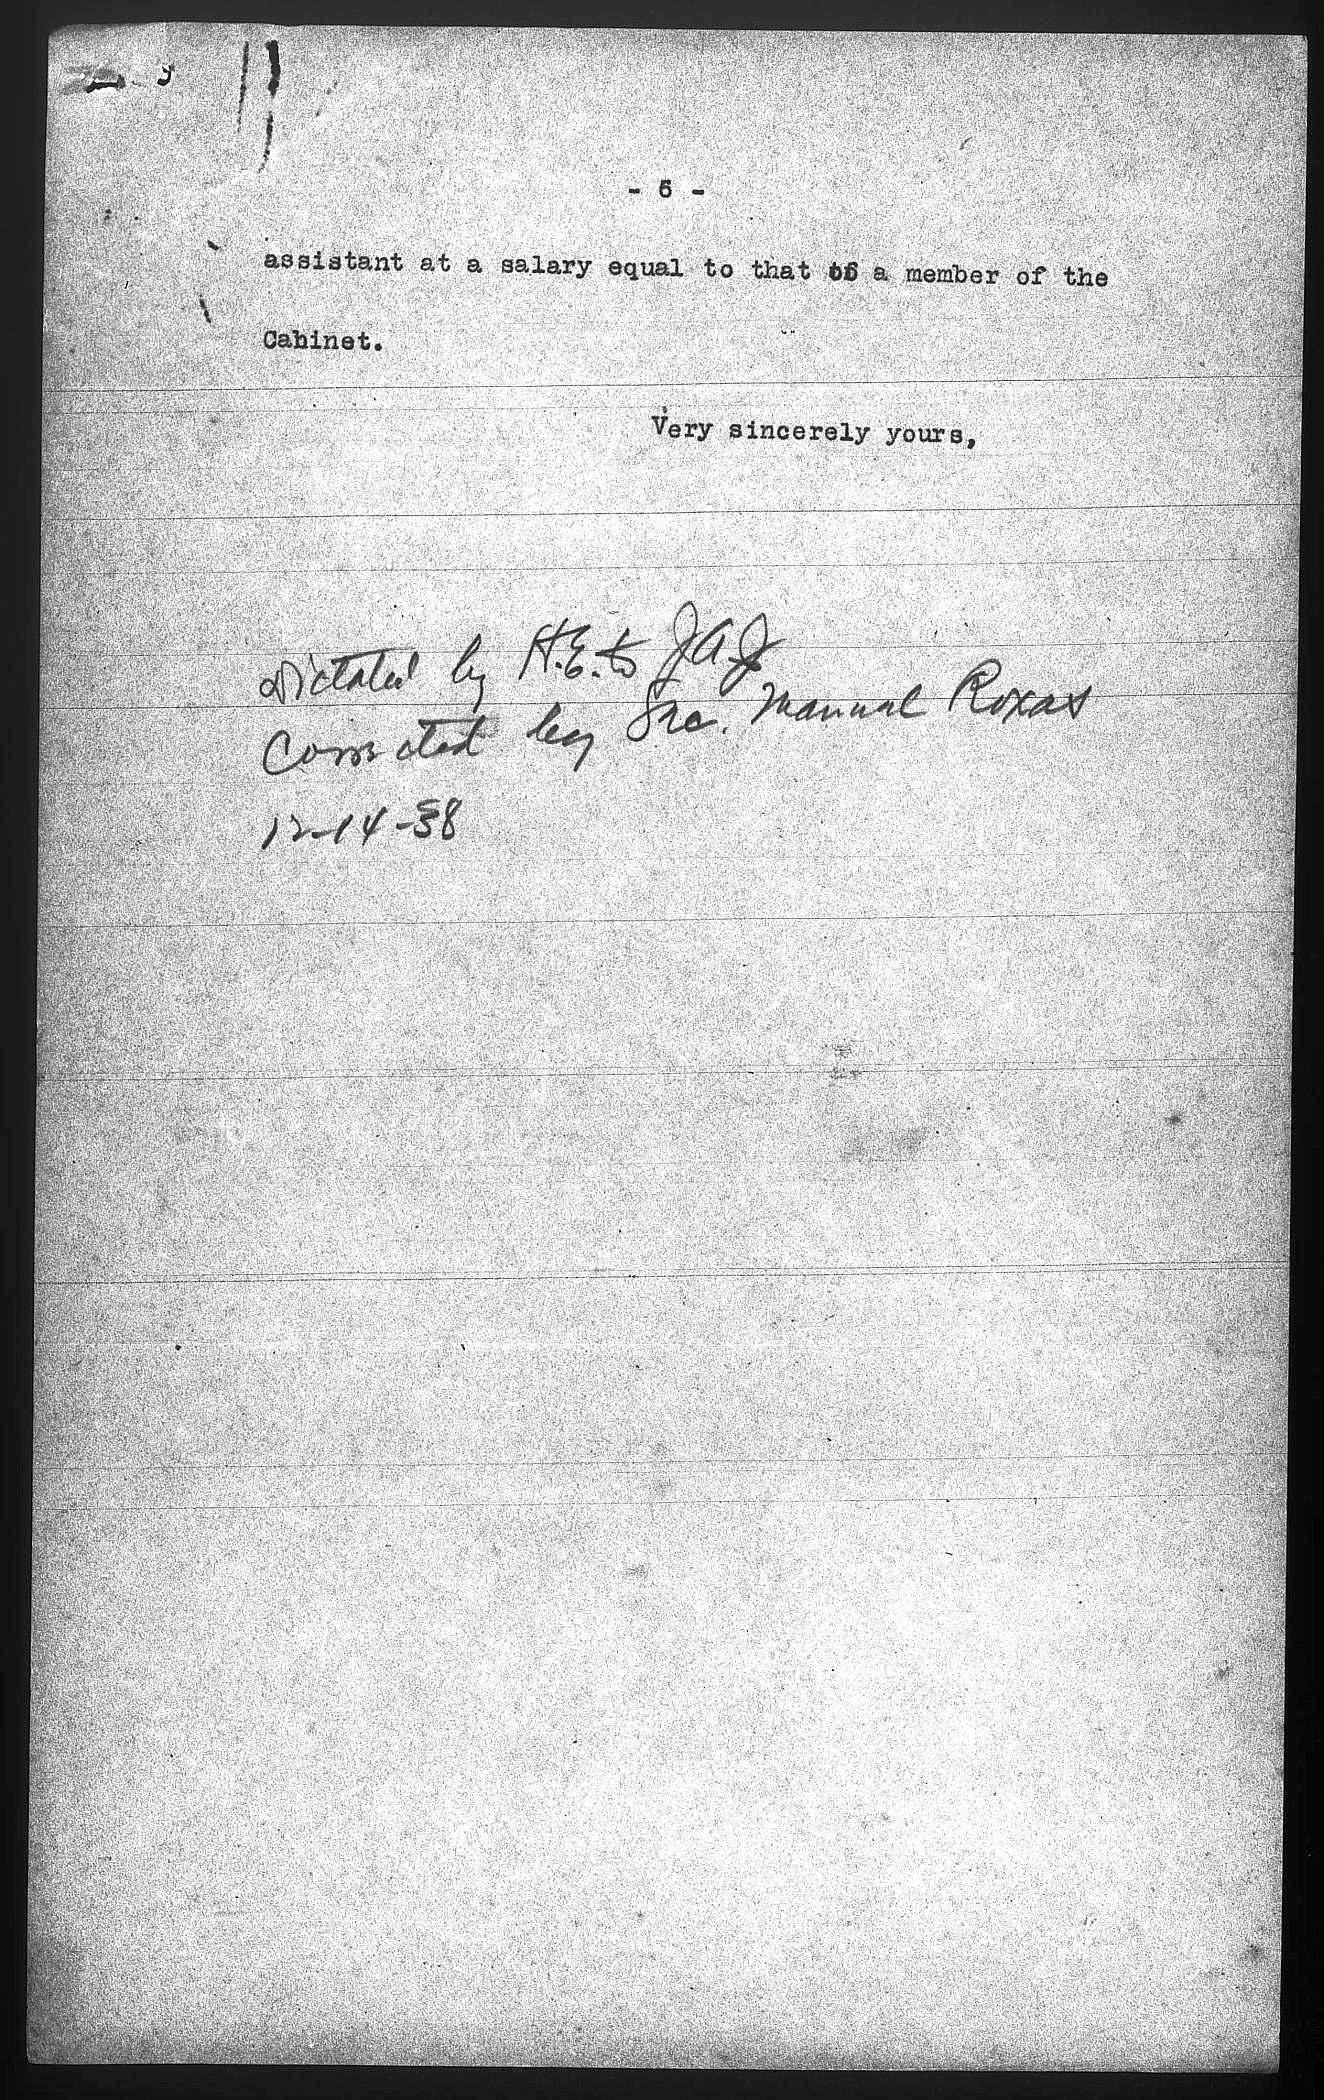 - 6 -
assistant at a salary equal to that of a member of the
Cabinet.
Very sincerely yours,
Dictated by H.E. to JAJ
Corrected by Sec. Manuel Roxas
12-14-38